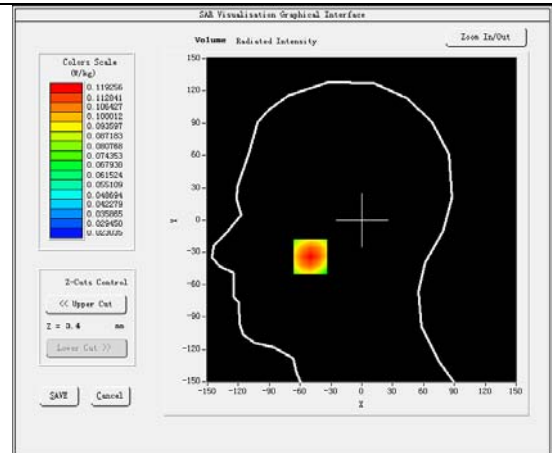 SAR Visualisation Graphical Interface
Volume Radiated Intensity
Zoom In/Out
Colors Scale
(W/kg)
0.119256
0.112841
0.106427
0.100012
0.093597
0.087183
0.080768
0.074353
0.067938
0.061524
0.055109
0.048694
0.042279
0.035865
0.029450
0.023035
Z-Cuts Control
<< Upper Cut
Z = 3.4 mm
Lower Cut >>
SAVE Cancel
150
120
90
60
30
0
-30
-60
-90
-120
-150
Y
-150 -120 -90 -60 -30 0 30 60 90 120 150
X